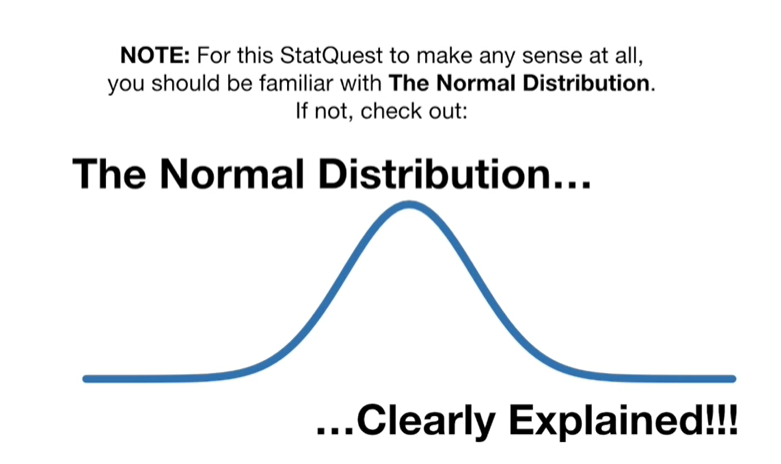 NOTE: For this StatQuest to make any sense at all,
you should be familiar with The Normal Distribution.
If not, check out:
The Normal Distribution...
...Clearly Explained!!!